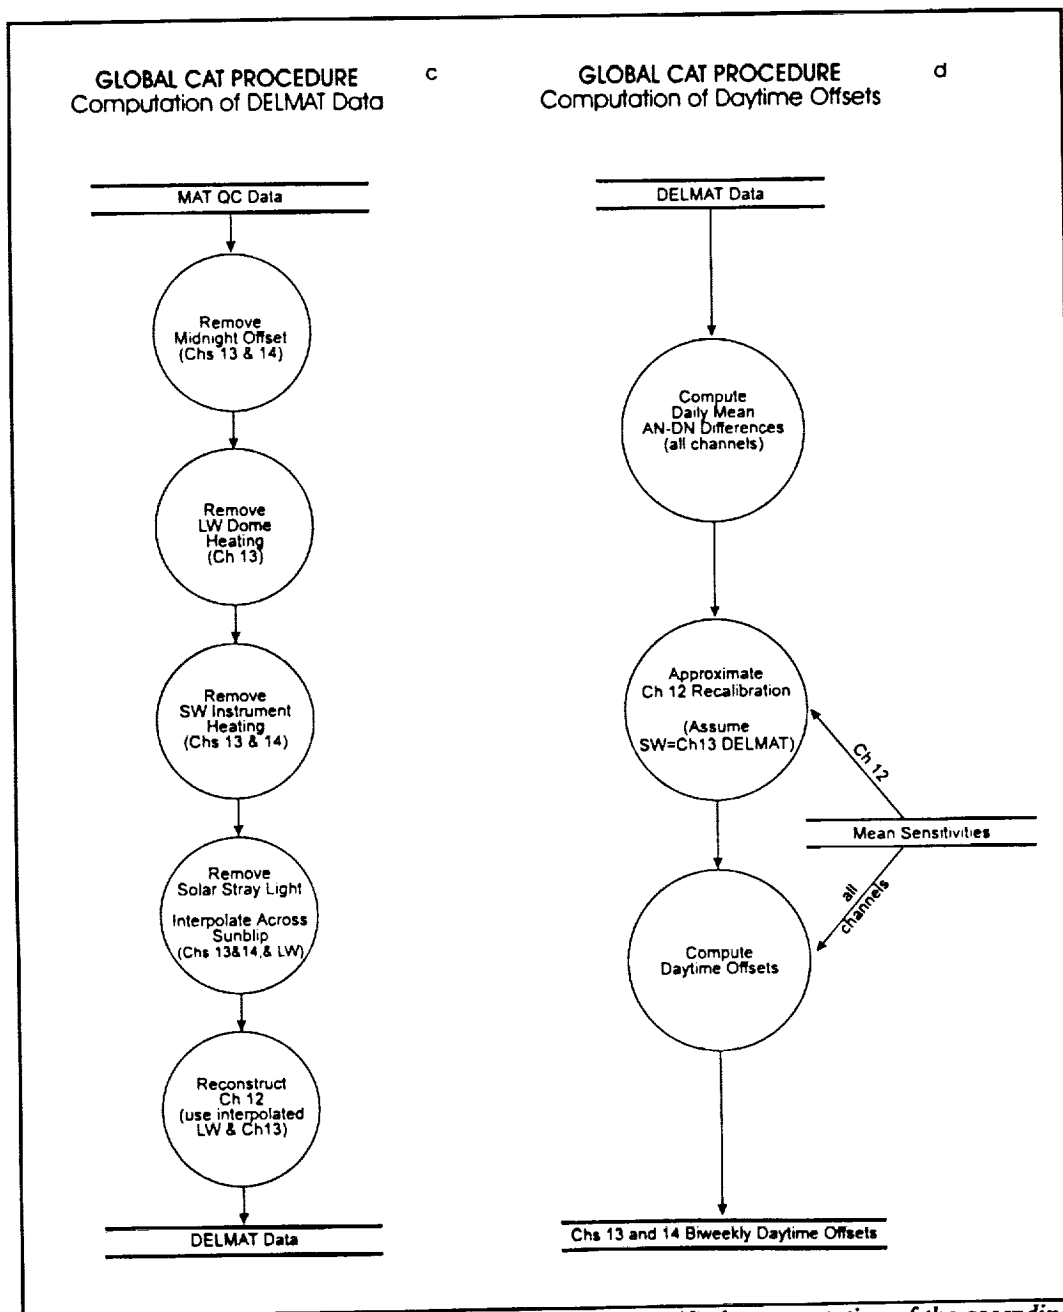 GLOBAL CAT PROCEDURE
Computation of DELMAT Data
c
MAT QC Data
Remove
Midnight Offset
(Chs 13 & 14)
Remove
LW Dome
Heating
(Ch 13)
Remove
SW Instrument
Heating
(Chs 13 & 14)
Remove
Solar Stray Light
Interpolate Across
Sunblip
(Chs 13&14,& LW)
Reconstruct
Ch 12
(use interpolated
LW & Ch13)
DELMAT Data
GLOBAL CAT PROCEDURE
Computation of Daytime Offsets
d
DELMAT Data
Compute
Daily Mean
AN-DN Differences
(all channels)
Approximate
Ch 12 Recalibration
(Assume
SW=Ch13 DELMAT)
Ch 12
Mean Sensitivities
all
channels
Compute
Daytime Offsets
Chs 13 and 14 Biweekly Daytime Offsets